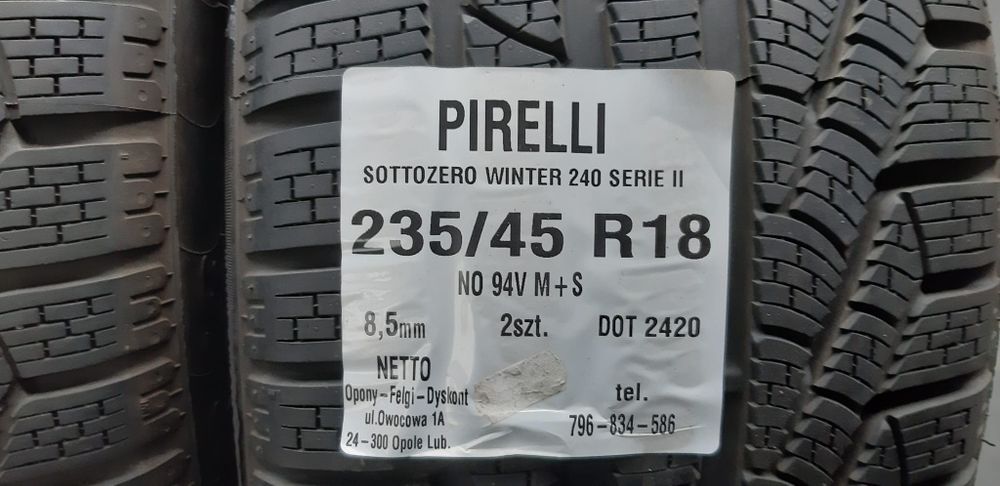 PIRELLI
SOTTOZERO WINTER 240 SERIE II
235/45 R18
NO 94V M+S
8,5mm 2szt. DOT 2420
NETTO
Opony-Felgi-Dyskont tel.
ul.Owocowa 1A 796-834-586
24-300 Opole Lub.